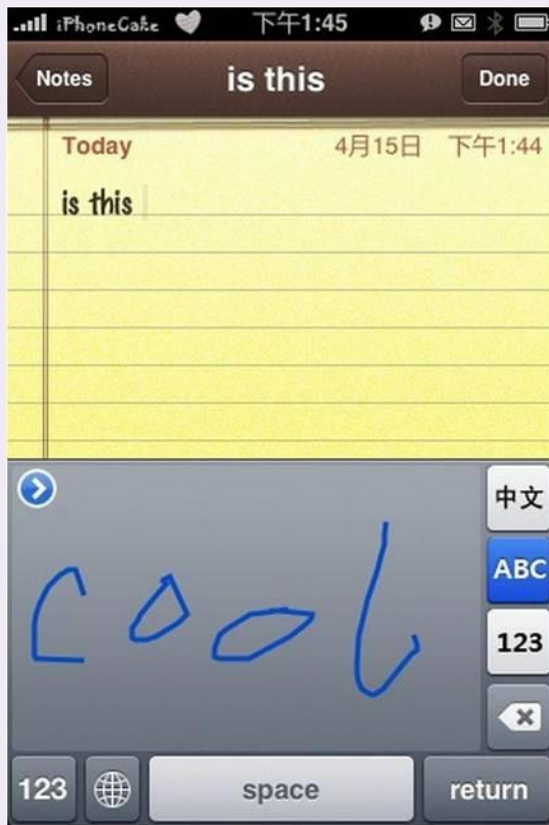 iPhoneCake 下午1:45
Notes is this Done
Today 4月15日 下午1:44
is this
中文
ABC
cool
123
123 space return